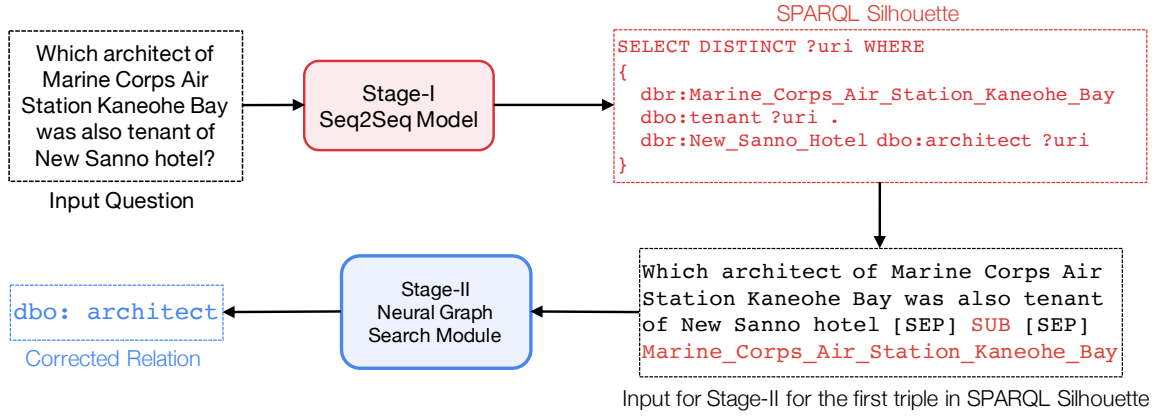 Which architect of
Marine Corps Air
Station Kaneohe Bay
was also tenant of
New Sanno hotel?
Input Question
Stage-I
Seq2Seq Model
SPARQL Silhouette
SELECT DISTINCT ?uri WHERE
{
dbr:Marine_Corps_Air_Station_Kaneohe_Bay
dbo:tenant ?uri .
dbr:New_Sanno_Hotel dbo:architect ?uri
}
Which architect of Marine Corps Air
Station Kaneohe Bay was also tenant
of New Sanno hotel [SEP] SUB [SEP]
Marine_Corps_Air_Station_Kaneohe_Bay
Input for Stage-II for the first triple in SPARQL Silhouette
Stage-II
Neural Graph
Search Module
dbo: architect
Corrected Relation